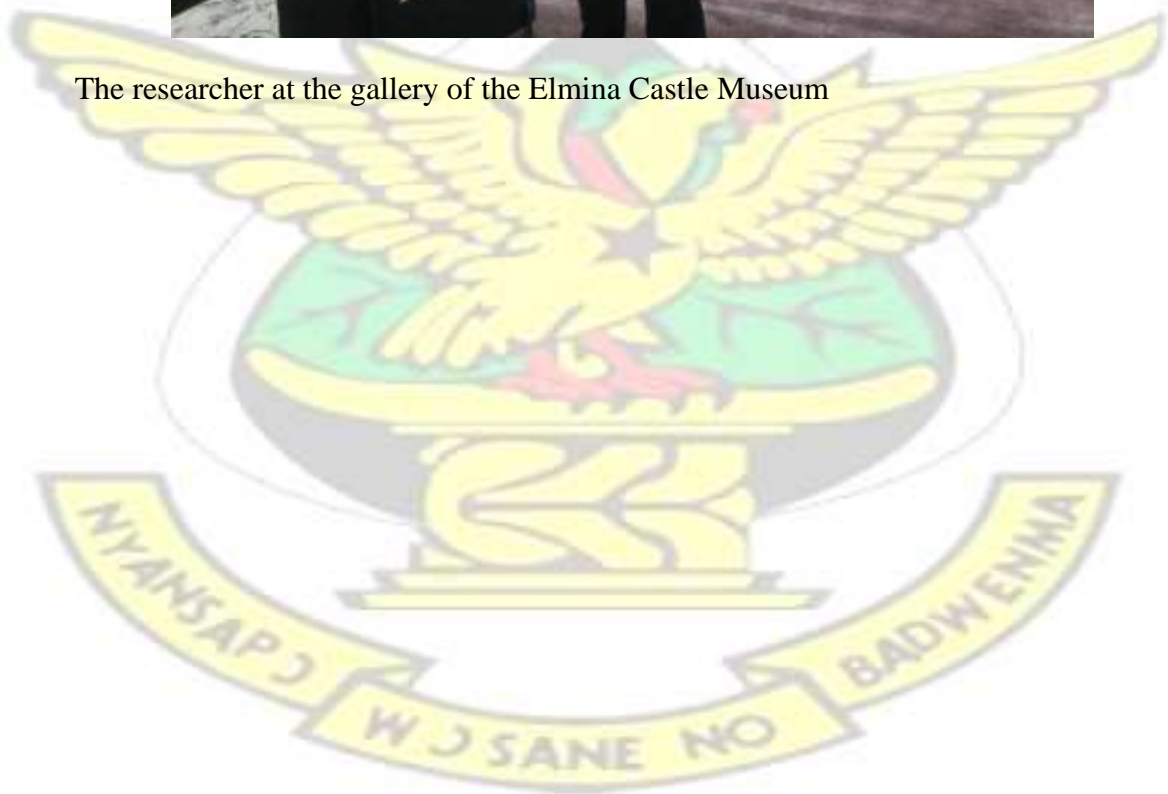 The researcher at the gallery of the Elmina Castle Museum
NYANSAPƆ
WƆSANE NO
BADWENMA